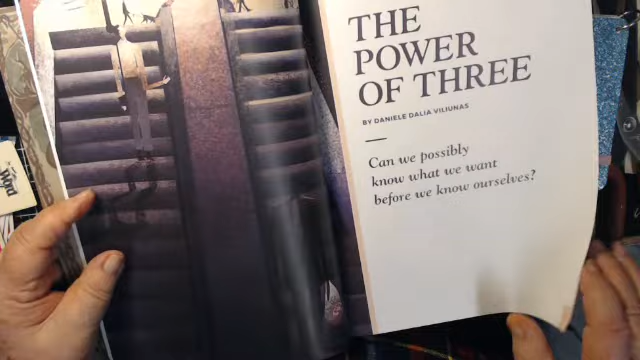 THE
POWER
OF THREE
BY DANIELE DALIA VILIUNAS
Can we possibly
know what we want
before we know ourselves?